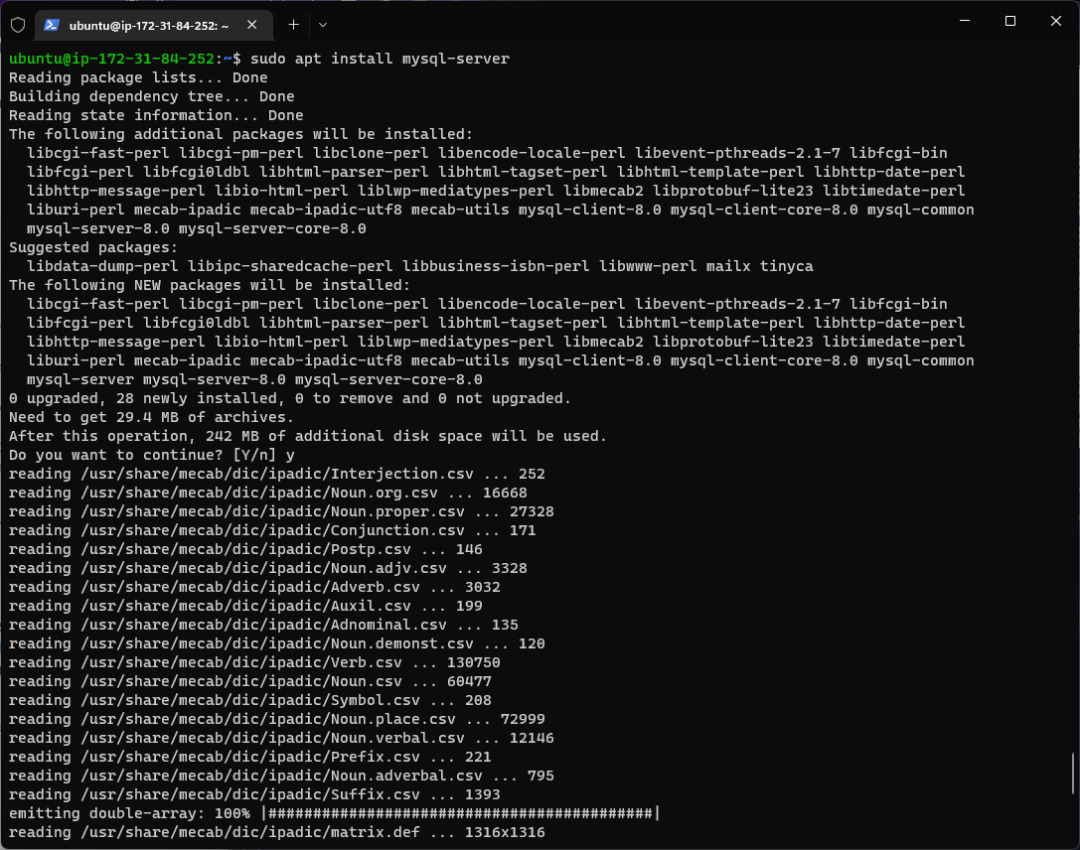 ubuntu@ip-172-31-84-252: ~
ubuntu@ip-172-31-84-252:~$ sudo apt install mysql-server
Reading package lists... Done
Building dependency tree... Done
Reading state information... Done
The following additional packages will be installed:
  libcgi-fast-perl libcgi-pm-perl libclone-perl libencode-locale-perl libevent-pthreads-2.1-7 libfcgi-bin
  libfcgi-perl libfcgi0ldbl libhtml-parser-perl libhtml-tagset-perl libhtml-template-perl libhttp-date-perl
  libhttp-message-perl libio-html-perl liblwp-mediatypes-perl libmecab2 libprotobuf-lite23 libtimedate-perl
  liburi-perl mecab-ipadic mecab-ipadic-utf8 mecab-utils mysql-client-8.0 mysql-client-core-8.0 mysql-common
  mysql-server-8.0 mysql-server-core-8.0
Suggested packages:
  libdata-dump-perl libipc-sharedcache-perl libbusiness-isbn-perl libwww-perl mailx tinyca
The following NEW packages will be installed:
  libcgi-fast-perl libcgi-pm-perl libclone-perl libencode-locale-perl libevent-pthreads-2.1-7 libfcgi-bin
  libfcgi-perl libfcgi0ldbl libhtml-parser-perl libhtml-tagset-perl libhtml-template-perl libhttp-date-perl
  libhttp-message-perl libio-html-perl liblwp-mediatypes-perl libmecab2 libprotobuf-lite23 libtimedate-perl
  liburi-perl mecab-ipadic mecab-ipadic-utf8 mecab-utils mysql-client-8.0 mysql-client-core-8.0 mysql-common
  mysql-server mysql-server-8.0 mysql-server-core-8.0
0 upgraded, 28 newly installed, 0 to remove and 0 not upgraded.
Need to get 29.4 MB of archives.
After this operation, 242 MB of additional disk space will be used.
Do you want to continue? [Y/n] y
reading /usr/share/mecab/dic/ipadic/Interjection.csv ... 252
reading /usr/share/mecab/dic/ipadic/Noun.org.csv ... 16668
reading /usr/share/mecab/dic/ipadic/Noun.proper.csv ... 27328
reading /usr/share/mecab/dic/ipadic/Conjunction.csv ... 171
reading /usr/share/mecab/dic/ipadic/Postp.csv ... 146
reading /usr/share/mecab/dic/ipadic/Noun.adjv.csv ... 3328
reading /usr/share/mecab/dic/ipadic/Adverb.csv ... 3032
reading /usr/share/mecab/dic/ipadic/Auxil.csv ... 199
reading /usr/share/mecab/dic/ipadic/Adnominal.csv ... 135
reading /usr/share/mecab/dic/ipadic/Noun.demonst.csv ... 120
reading /usr/share/mecab/dic/ipadic/Verb.csv ... 130750
reading /usr/share/mecab/dic/ipadic/Noun.csv ... 60477
reading /usr/share/mecab/dic/ipadic/Symbol.csv ... 208
reading /usr/share/mecab/dic/ipadic/Noun.place.csv ... 72999
reading /usr/share/mecab/dic/ipadic/Noun.verbal.csv ... 12146
reading /usr/share/mecab/dic/ipadic/Prefix.csv ... 221
reading /usr/share/mecab/dic/ipadic/Noun.adverbal.csv ... 795
reading /usr/share/mecab/dic/ipadic/Suffix.csv ... 1393
emitting double-array: 100% |###########################################|
reading /usr/share/mecab/dic/ipadic/matrix.def ... 1316x1316